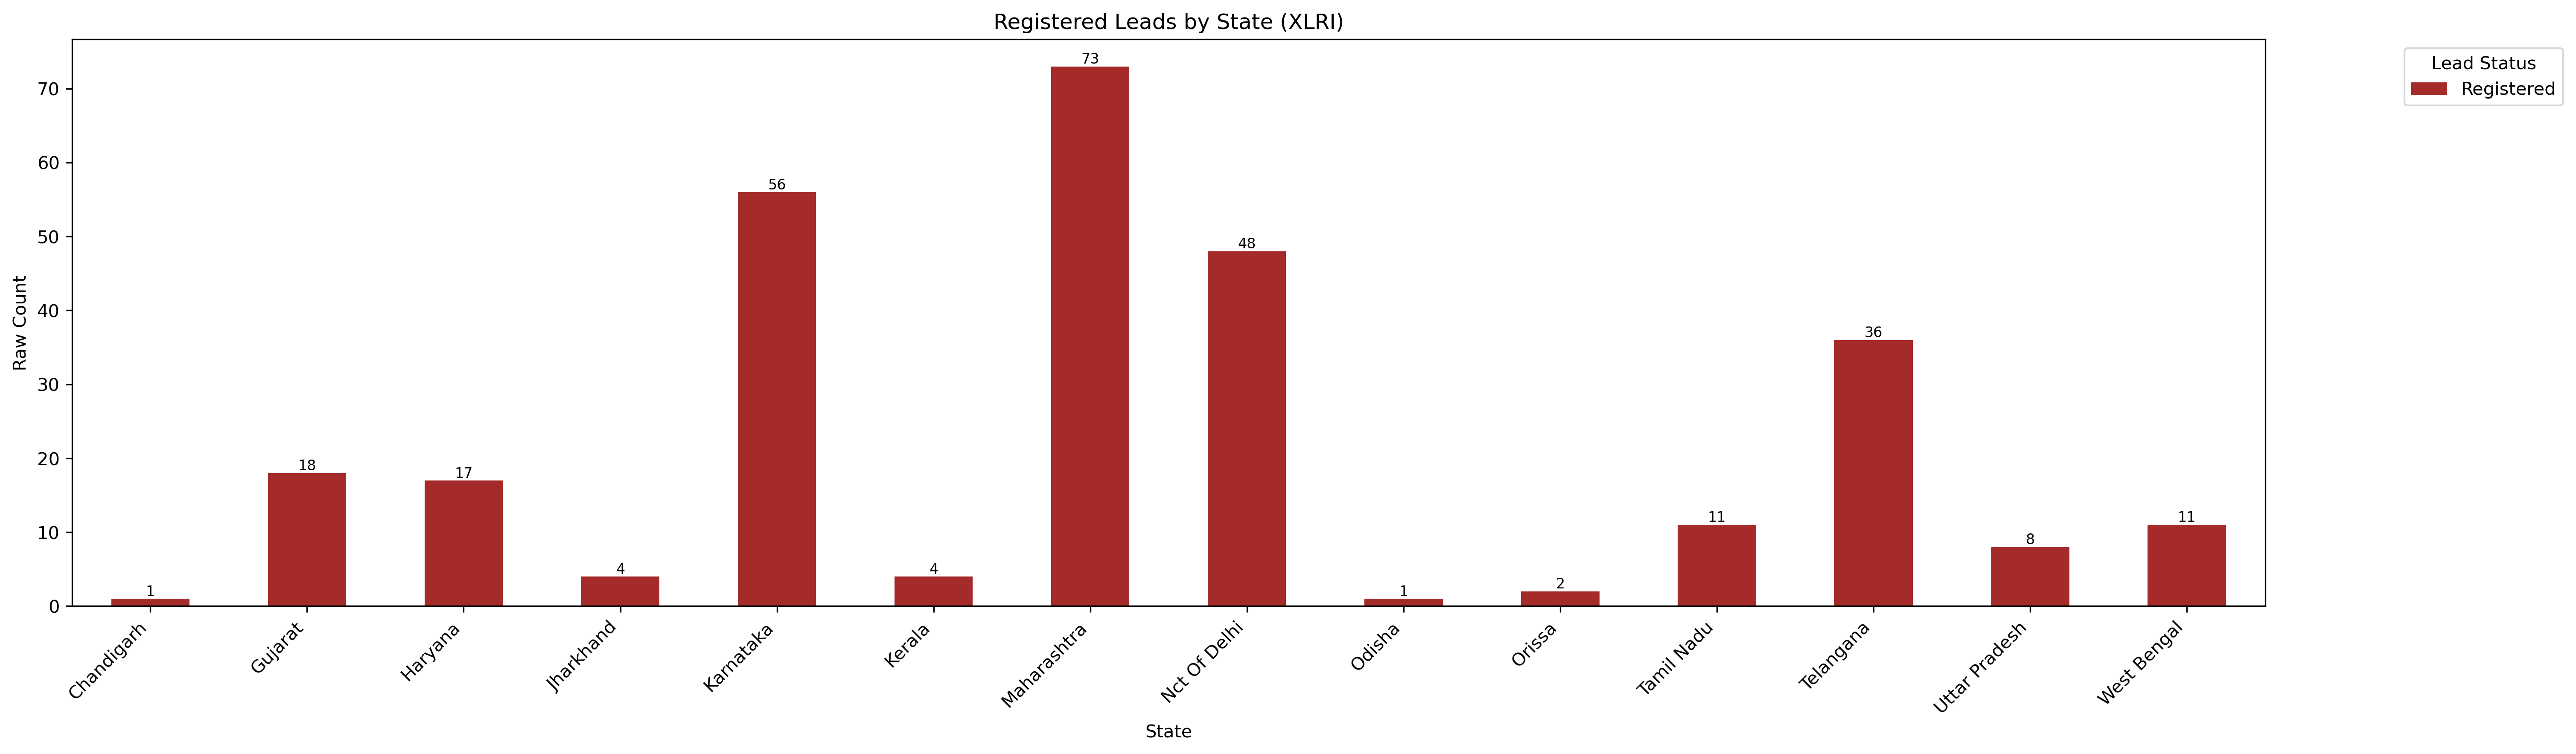 Registered Leads by State (XLRI)
Lead Status
Registered
Raw Count
70
60
50
40
30
20
10
0
1
18
17
4
56
4
73
48
1
2
11
36
8
11
Chandigarh
Gujarat
Haryana
Jharkhand
Karnataka
Kerala
Maharashtra
Nct Of Delhi
Odisha
Orissa
Tamil Nadu
Telangana
Uttar Pradesh
West Bengal
State